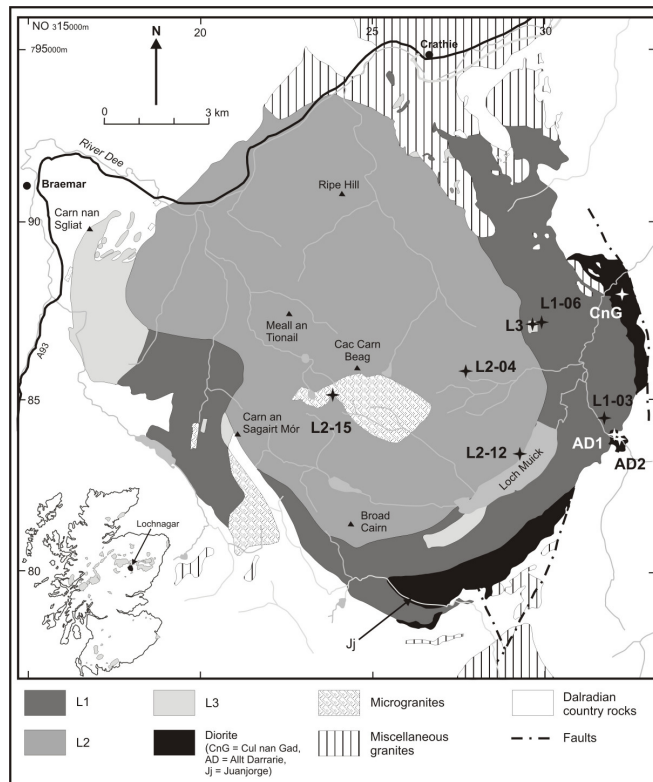 NO 315000m
20
25
30
795000m
N
Crathie
0
3 km
River Dee
Braemar
Ripe Hill
90
Carn nan
Sgliat
L1-06
CnG
L3
Meall an
Tionail
Cac Carn
Beag
A93
L2-04
85
L2-15
L1-03
Carn an
Sagairt Mór
AD1
L2-12
AD2
Loch Muick
Lochnagar
Broad
Cairn
80
Jj
L1
L3
Microgranites
Dalradian
country rocks
L2
Diorite
(CnG = Cul nan Gad,
AD = Allt Darrarie,
Jj = Juanjorge)
Miscellaneous
granites
Faults